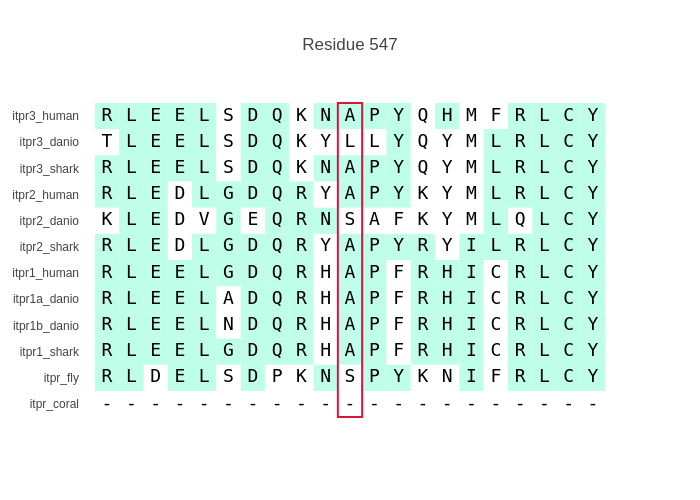 Residue 547
itpr3_human R L E E L S D Q K N A P Y Q H M F R L C Y
itpr3_danio T L E E L S D Q K Y L L Y Q Y M L R L C Y
itpr3_shark R L E E L S D Q K N A P Y Q Y M L R L C Y
itpr2_human R L E D L G D Q R Y A P Y K Y M L R L C Y
itpr2_danio K L E D V G E Q R N S A F K Y M L Q L C Y
itpr2_shark R L E D L G D Q R Y A P Y R Y I L R L C Y
itpr1_human R L E E L G D Q R H A P F R H I C R L C Y
itpr1a_danio R L E E L A D Q R H A P F R H I C R L C Y
itpr1b_danio R L E E L N D Q R H A P F R H I C R L C Y
itpr1_shark R L E E L G D Q R H A P F R H I C R L C Y
itpr_fly R L D E L S D P K N S P Y K N I F R L C Y
itpr_coral - - - - - - - - - - - - - - - - - - - - -